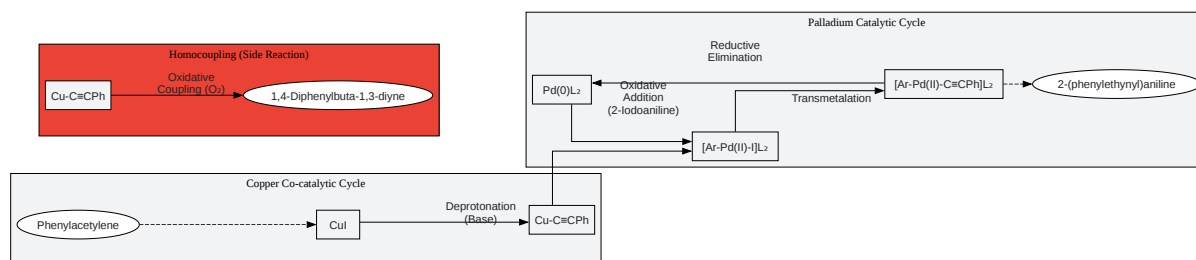 Homocoupling (Side Reaction)
Cu-C≡CPh
Oxidative
Coupling (O₂)
1,4-Diphenylbuta-1,3-diyne
Palladium Catalytic Cycle
Reductive
Elimination
Pd(0)L₂
Oxidative
Addition
(2-Iodoaniline)
Transmetalation
[Ar-Pd(II)-C≡CPh]L₂
2-(phenylethynyl)aniline
[Ar-Pd(II)-I]L₂
Copper Co-catalytic Cycle
Phenylacetylene
CuI
Deprotonation
(Base)
Cu-C≡CPh